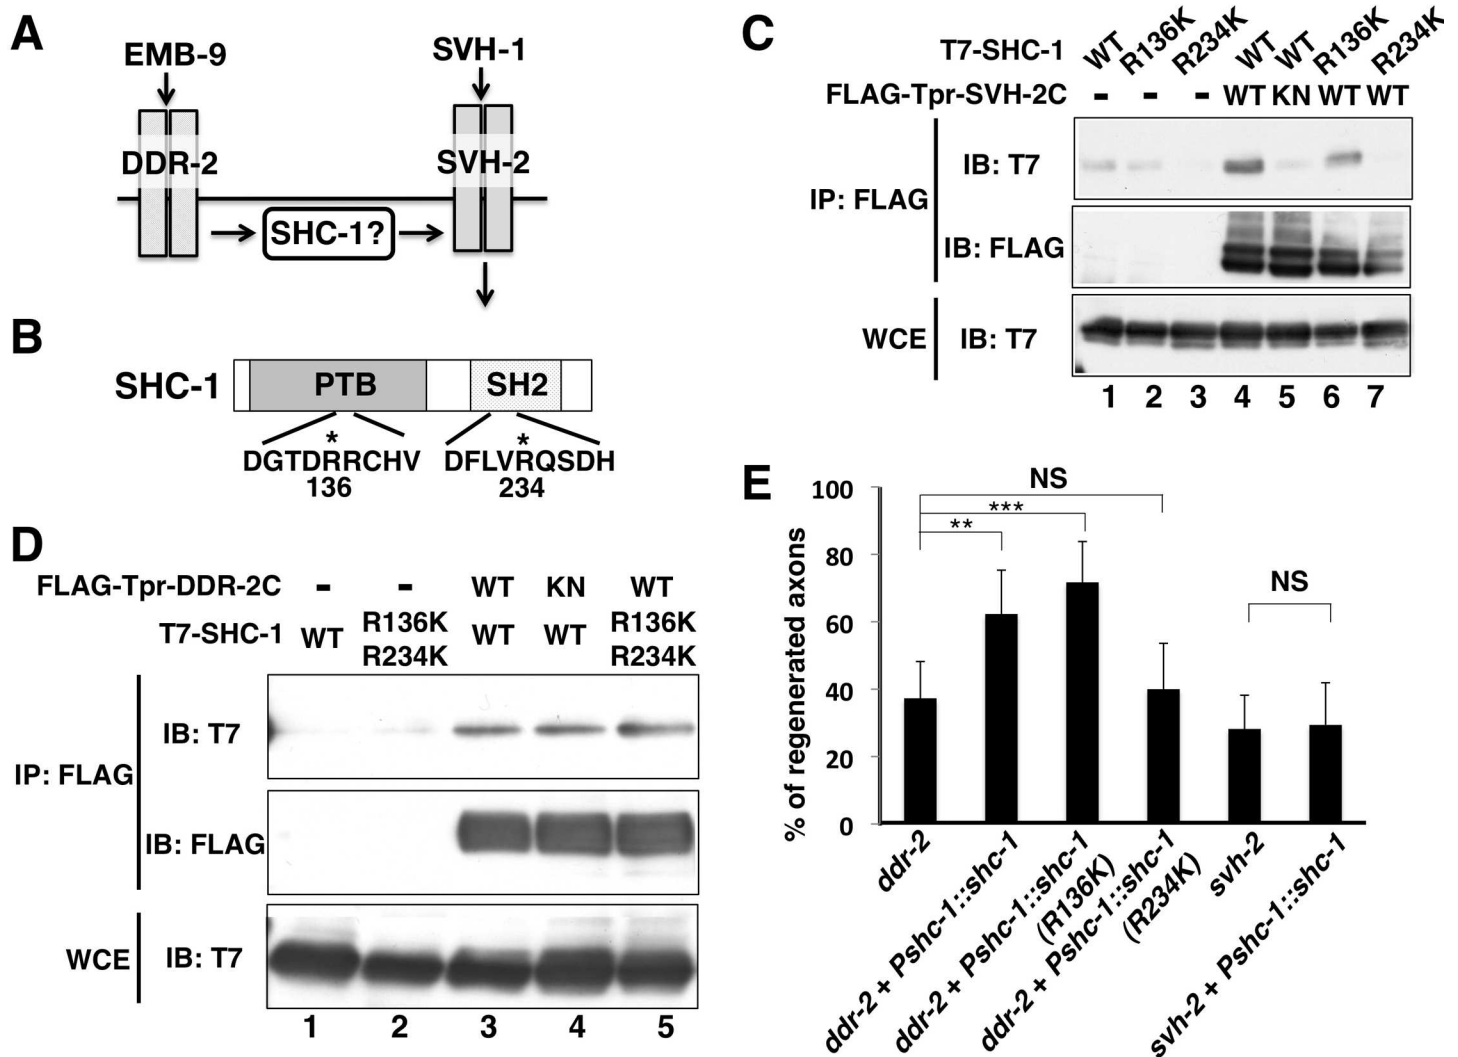 A
EMB-9
SVH-1
DDR-2
SVH-2
SHC-1?
B
SHC-1
PTB
SH2
* *
DGTDRRCHV DFLVRQSDH
136 234
C
T7-SHC-1 WT R136K R234K WT WT R136K R234K
FLAG-Tpr-SVH-2C - - - WT KN WT WT
IP: FLAG
IB: T7
IB: FLAG
WCE IB: T7
1 2 3 4 5 6 7
D
FLAG-Tpr-DDR-2C - - WT KN WT
T7-SHC-1 WT R136K R234K WT WT R136K R234K
IP: FLAG
IB: T7
IB: FLAG
WCE IB: T7
1 2 3 4 5
E
% of regenerated axons
100
80
60
40
20
0
NS
***
**
NS
ddr-2
ddr-2 + Pshc-1::shc-1
ddr-2 + Pshc-1::shc-1
(R136K)
ddr-2 + Pshc-1::shc-1
(R234K)
svh-2
svh-2 + Pshc-1::shc-1